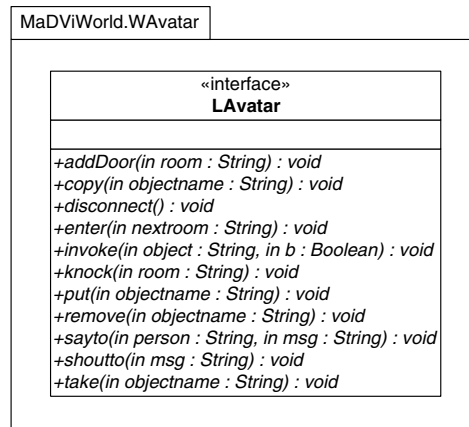 MaDViWorld.WAvatar
«interface»
LAvatar
+addDoor(in room : String) : void
+copy(in objectname : String) : void
+disconnect() : void
+enter(in nextroom : String) : void
+invoke(in object : String, in b : Boolean) : void
+knock(in room : String) : void
+put(in objectname : String) : void
+remove(in objectname : String) : void
+sayto(in person : String, in msg : String) : void
+shoutto(in msg : String) : void
+take(in objectname : String) : void